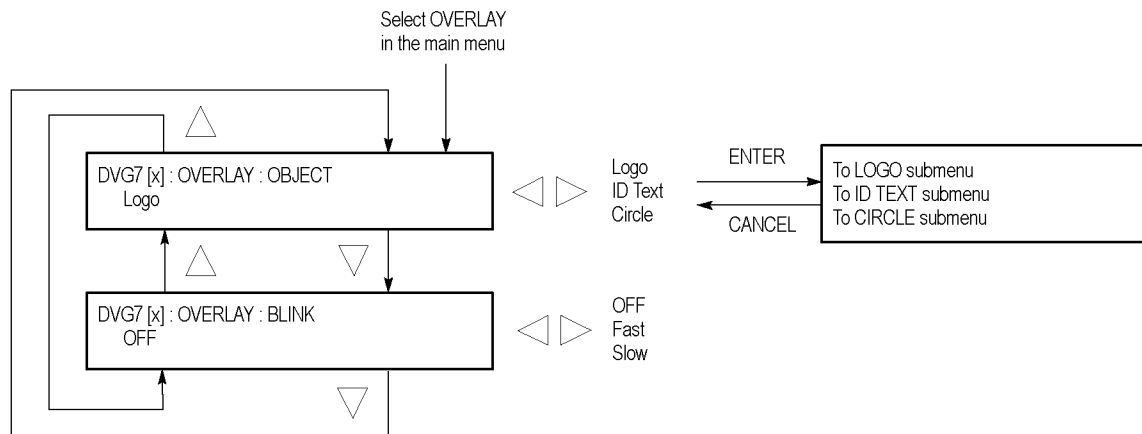 Select OVERLAY
in the main menu
DVG7 [x] : OVERLAY : OBJECT
Logo
Logo
ID Text
Circle
ENTER
CANCEL
To LOGO submenu
To ID TEXT submenu
To CIRCLE submenu
DVG7 [x] : OVERLAY : BLINK
OFF
OFF
Fast
Slow